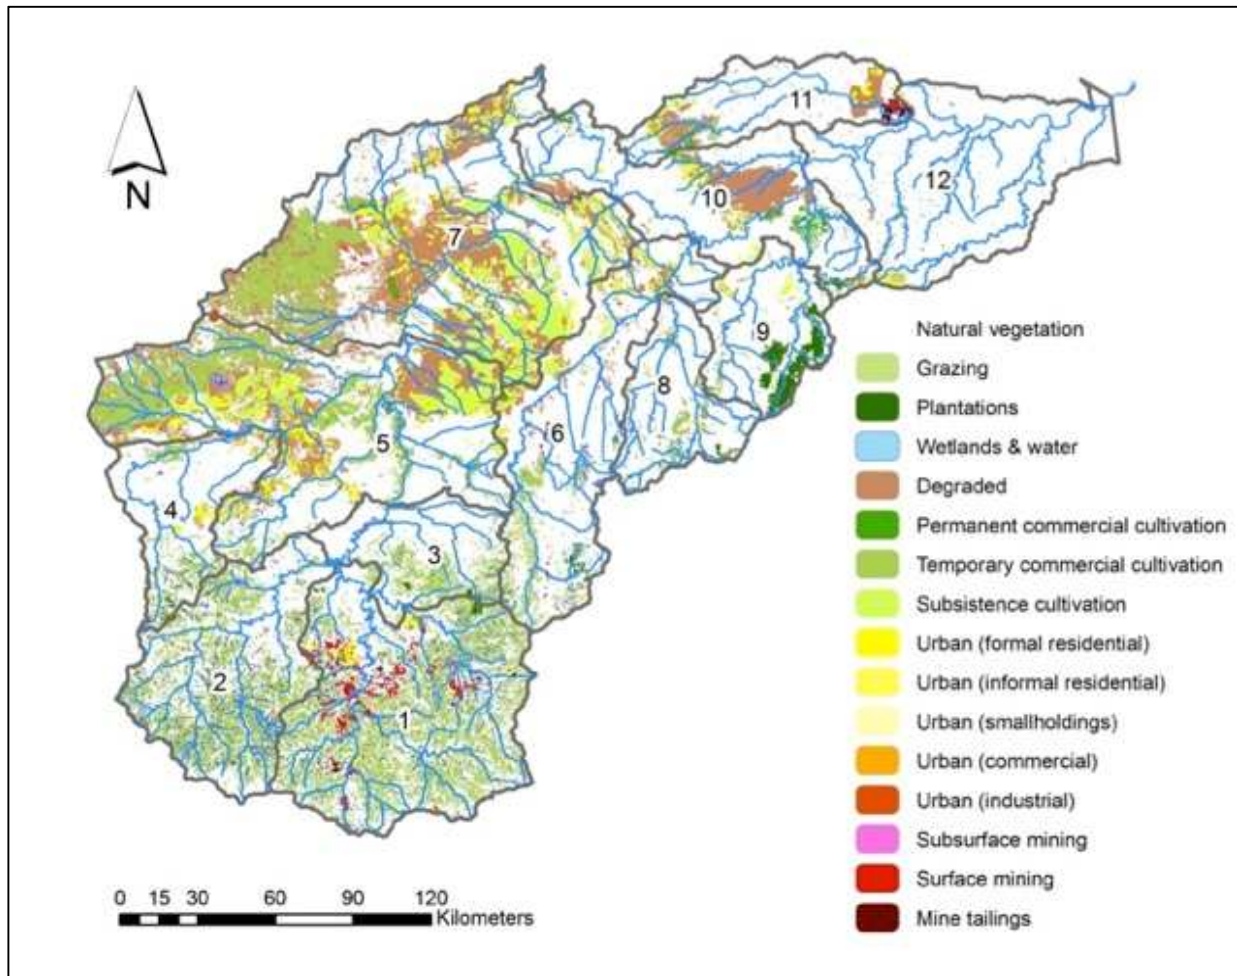 N
11
12
10
7
9
8
6
5
4
3
2
1
Natural vegetation
Grazing
Plantations
Wetlands & water
Degraded
Permanent commercial cultivation
Temporary commercial cultivation
Subsistence cultivation
Urban (formal residential)
Urban (informal residential)
Urban (smallholdings)
Urban (commercial)
Urban (industrial)
Subsurface mining
Surface mining
Mine tailings
0 15 30 60 90 120
Kilometers